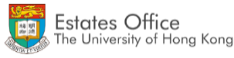 Estates Office
The University of Hong Kong